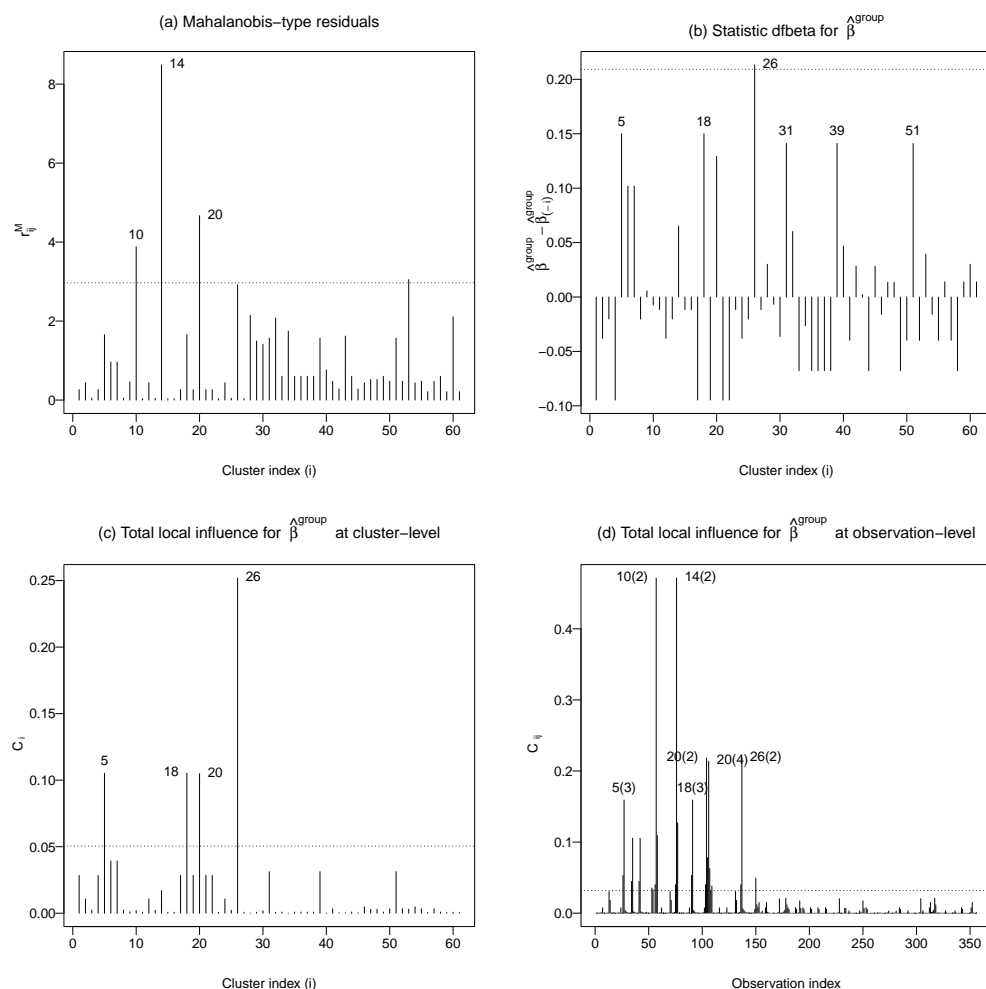 (a) Mahalanobis−type residuals
r_ij^M
8
6
4
2
0
14
10
20
0 10 20 30 40 50 60
Cluster index (i)
(b) Statistic dfbeta for β̂^group
β̂^group − β̂^group_(−i)
0.20
0.15
0.10
0.05
0.00
−0.05
−0.10
26
5 18 31 39 51
0 10 20 30 40 50 60
Cluster index (i)
(c) Total local influence for β̂^group at cluster−level
C_i
0.25
0.20
0.15
0.10
0.05
0.00
26
5
18 20
0 10 20 30 40 50 60
Cluster index (i)
(d) Total local influence for β̂^group at observation−level
C_ij
0.4
0.3
0.2
0.1
0.0
10(2) 14(2)
20(2) 20(4) 26(2)
5(3) 18(3)
0 50 100 150 200 250 300 350
Observation index